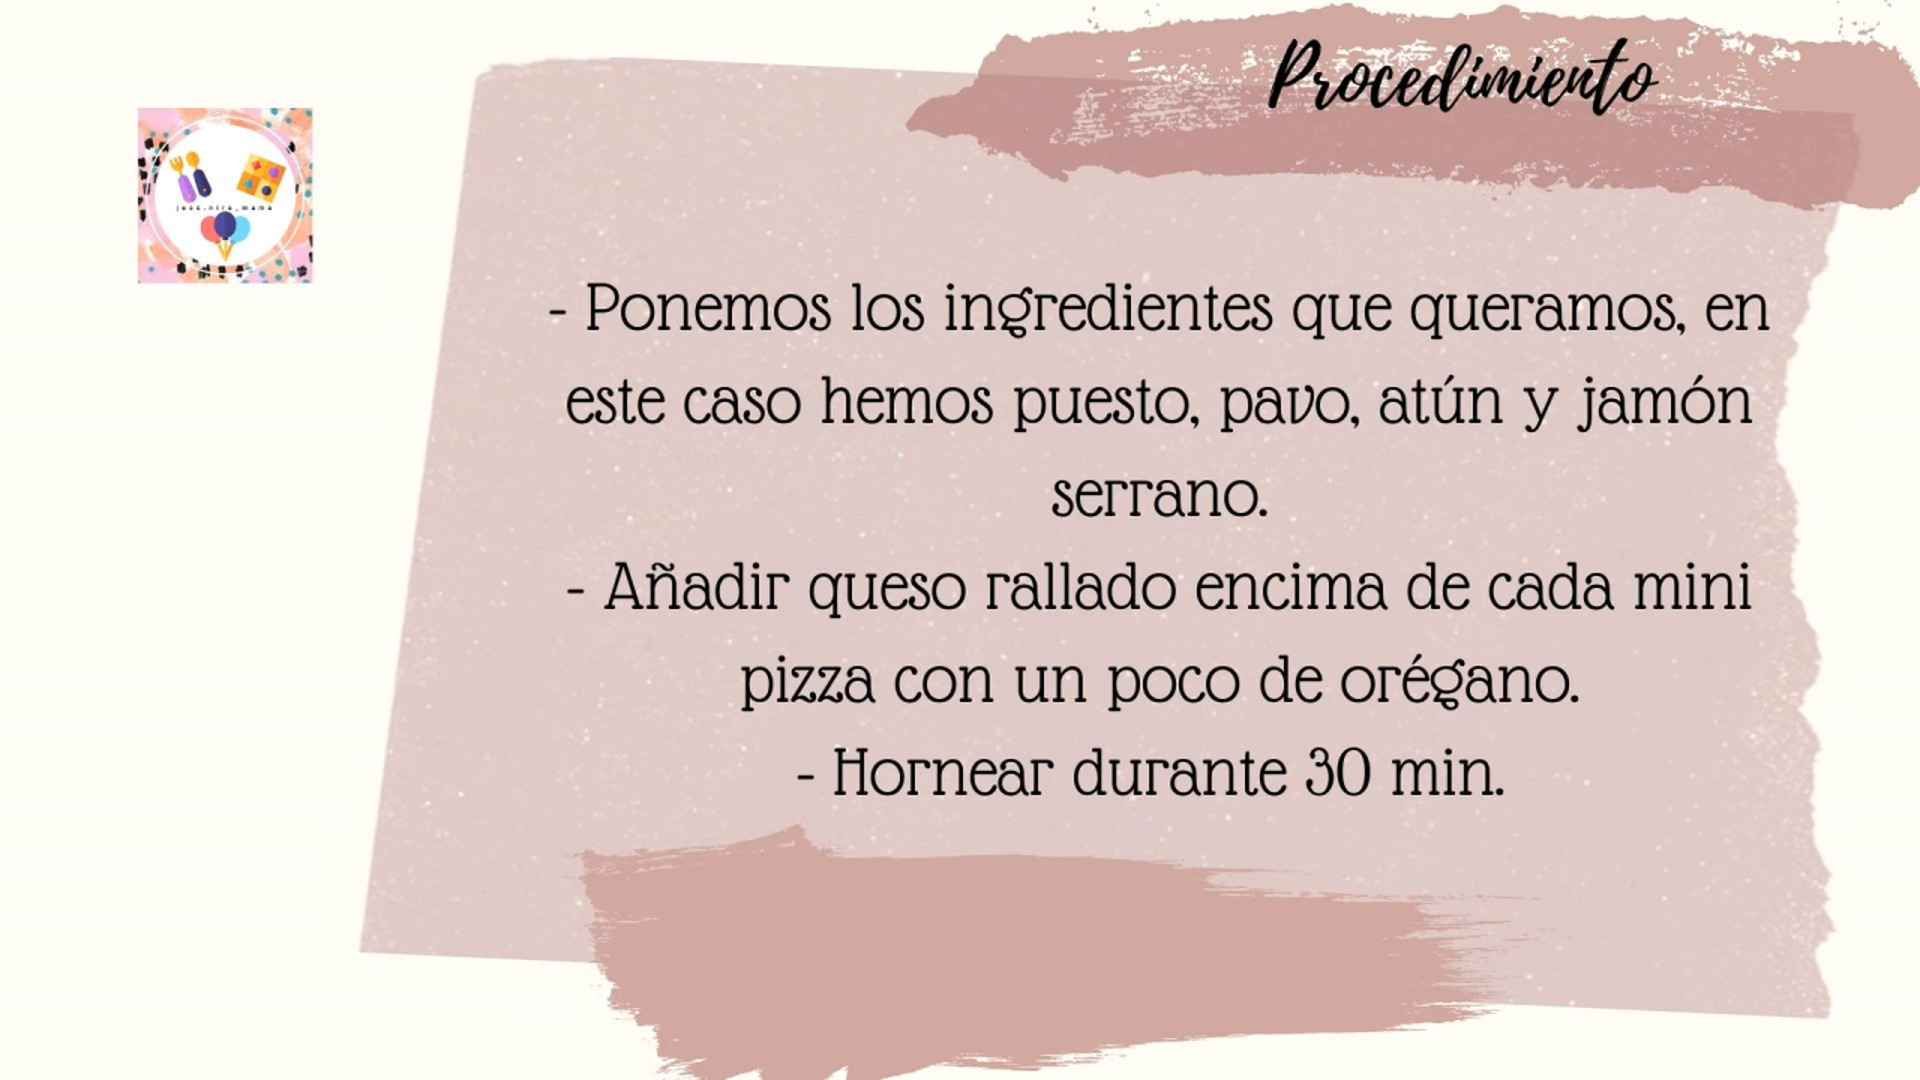 Procedimiento
- Ponemos los ingredientes que queramos, en
este caso hemos puesto, pavo, atún y jamón
serrano.
- Añadir queso rallado encima de cada mini
pizza con un poco de orégano.
- Hornear durante 30 min.